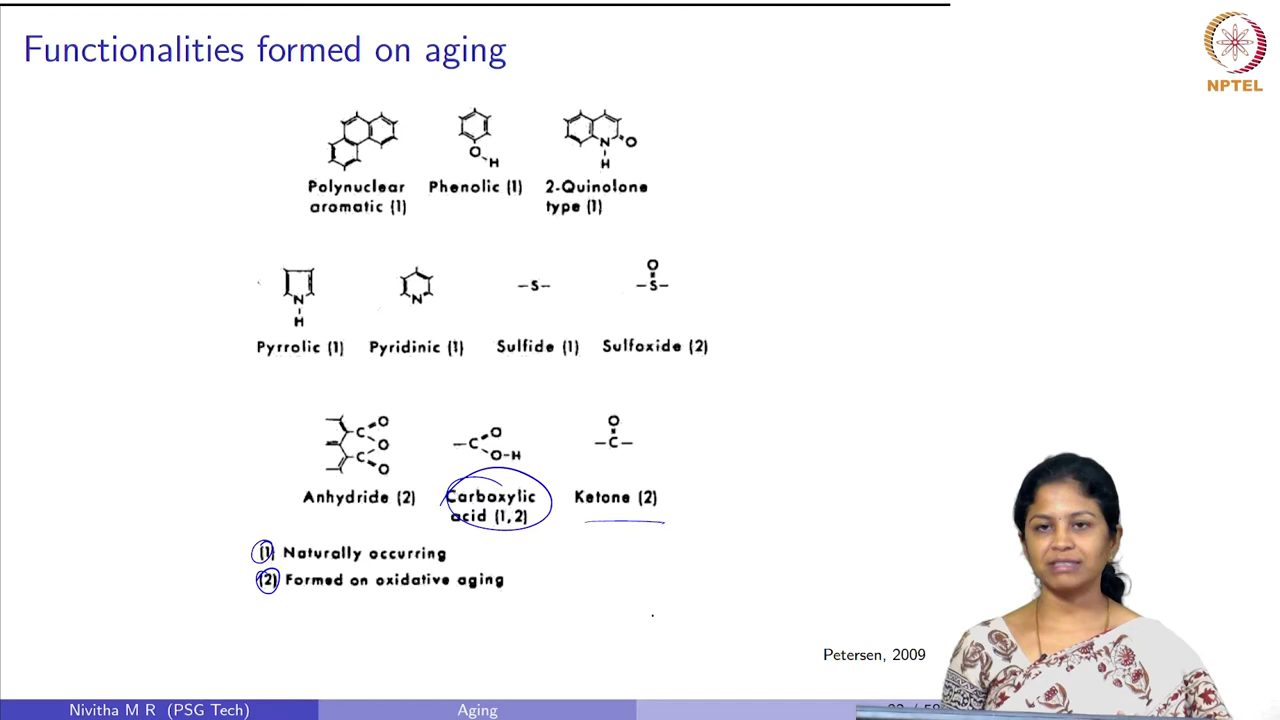 Functionalities formed on aging
NPTEL
O
H
N
O
H
Polynuclear
aromatic (1)
Phenolic (1)
2-Quinolone
type (1)
N
H
N
-S-
O
-S-
Pyrrolic (1)
Pyridinic (1)
Sulfide (1)
Sulfoxide (2)
C
O
O
C
O
-C
O
O-H
O
-C-
Anhydride (2)
Carboxylic
acid (1,2)
Ketone (2)
(1) Naturally occurring
(2) Formed on oxidative aging
Petersen, 2009
Nivitha M R (PSG Tech)
Aging